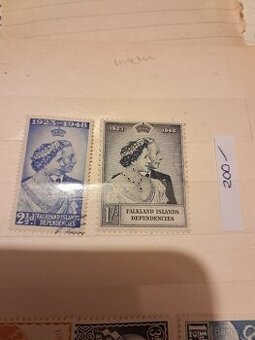 1923-1948
2½d
FALKLAND ISLANDS
DEPENDENCIES
1923
1948
1/-
FALKLAND ISLANDS
DEPENDENCIES
200,-